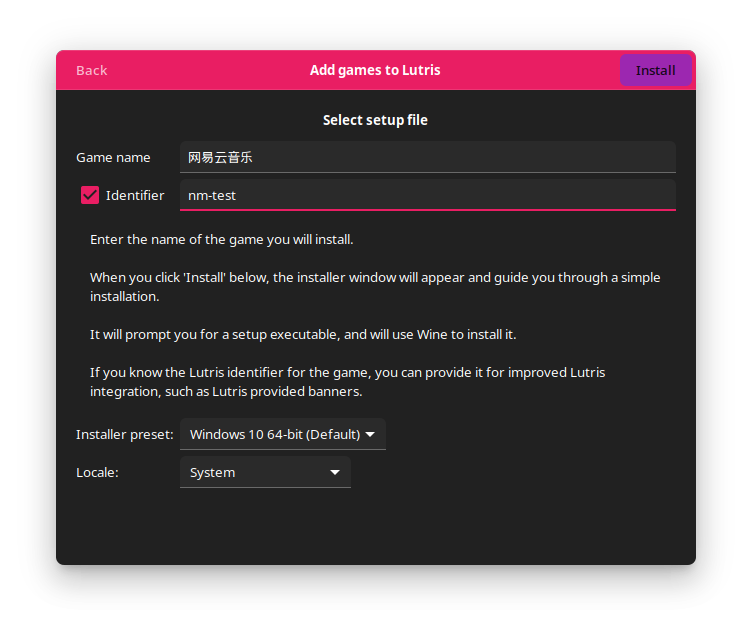 Back
Add games to Lutris
Install
Select setup file
Game name
网易云音乐
Identifier
nm-test
Enter the name of the game you will install.
When you click 'Install' below, the installer window will appear and guide you through a simple
installation.
It will prompt you for a setup executable, and will use Wine to install it.
If you know the Lutris identifier for the game, you can provide it for improved Lutris
integration, such as Lutris provided banners.
Installer preset:
Windows 10 64-bit (Default)
Locale:
System